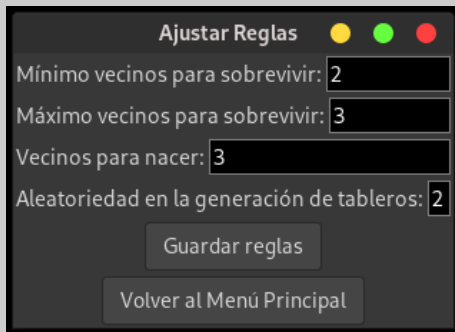 Ajustar Reglas
Mínimo vecinos para sobrevivir: 2
Máximo vecinos para sobrevivir: 3
Vecinos para nacer: 3
Aleatoriedad en la generación de tableros: 2
Guardar reglas
Volver al Menú Principal